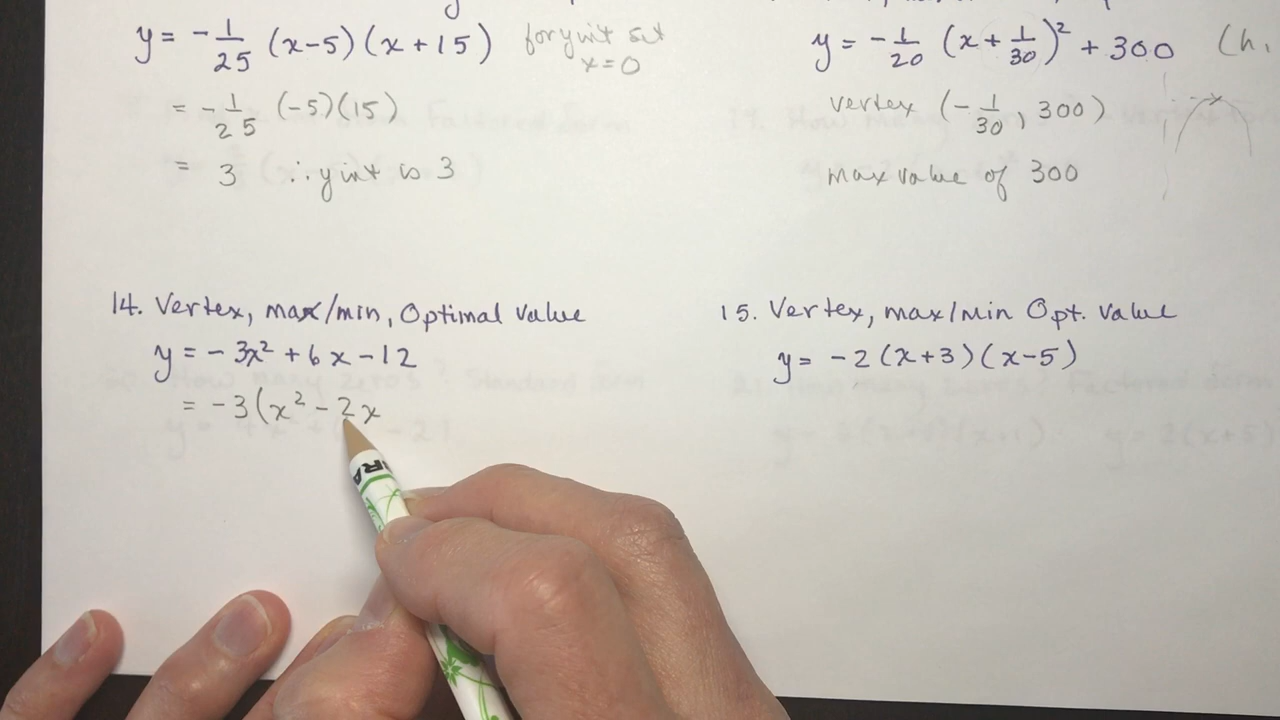 y = - 1/25 (x-5)(x+15) for y int set x=0
= - 1/25 (-5)(15)
= 3 ∴ y int is 3
y = - 1/20 (x + 1/30)² + 300 (h,
vertex (- 1/30, 300)
max value of 300
14. Vertex, max/min, Optimal value
y = - 3x² + 6x - 12
= -3(x² - 2x
15. Vertex, max/min Opt. value
y = -2(x+3)(x-5)